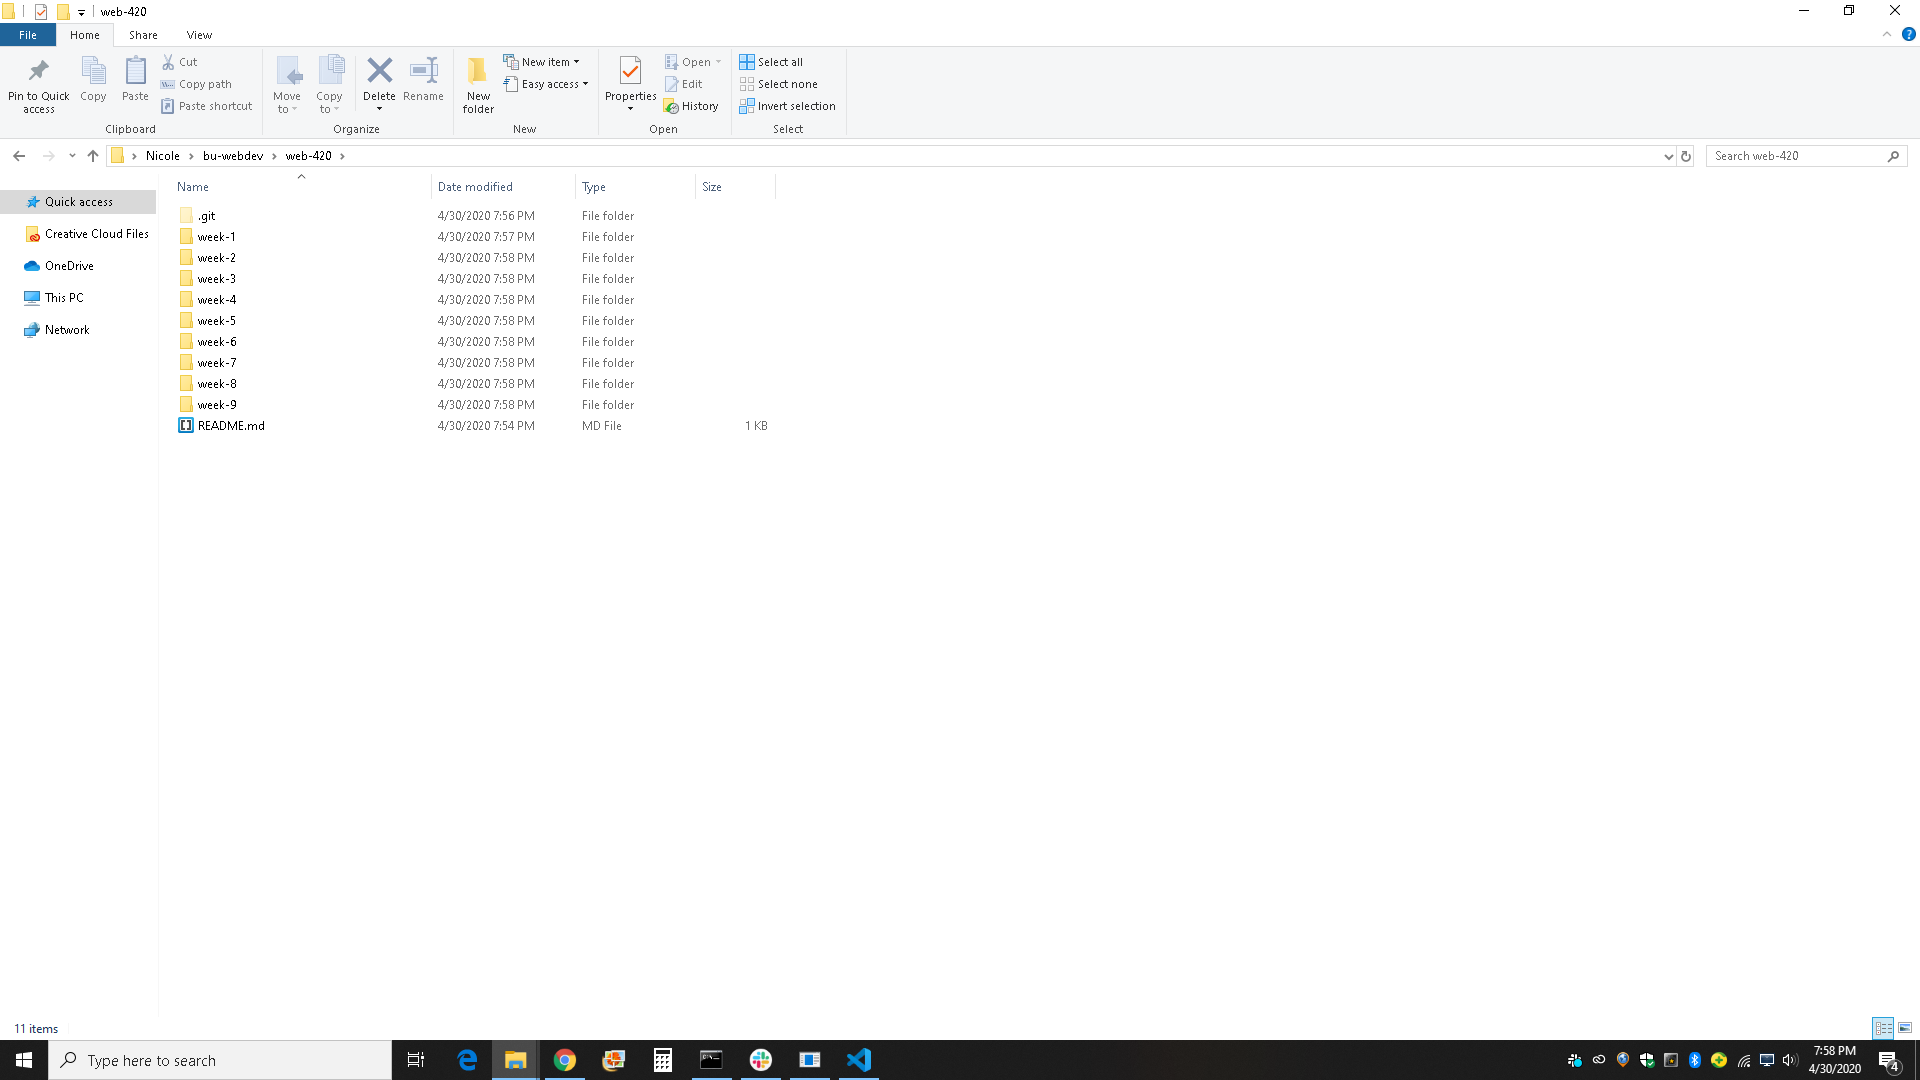 web-420
File Home Share View
Pin to Quick access
Copy
Paste
Cut
Copy path
Paste shortcut
Clipboard
Move to
Copy to
Delete
Rename
Organize
New folder
New item
Easy access
New
Properties
Open
Edit
History
Open
Select all
Select none
Invert selection
Select
Nicole > bu-webdev > web-420 >
Search web-420
Quick access
Creative Cloud Files
OneDrive
This PC
Network
Name Date modified Type Size
.git 4/30/2020 7:56 PM File folder
week-1 4/30/2020 7:57 PM File folder
week-2 4/30/2020 7:58 PM File folder
week-3 4/30/2020 7:58 PM File folder
week-4 4/30/2020 7:58 PM File folder
week-5 4/30/2020 7:58 PM File folder
week-6 4/30/2020 7:58 PM File folder
week-7 4/30/2020 7:58 PM File folder
week-8 4/30/2020 7:58 PM File folder
week-9 4/30/2020 7:58 PM File folder
README.md 4/30/2020 7:54 PM MD File 1 KB
11 items
Type here to search
7:58 PM
4/30/2020
4